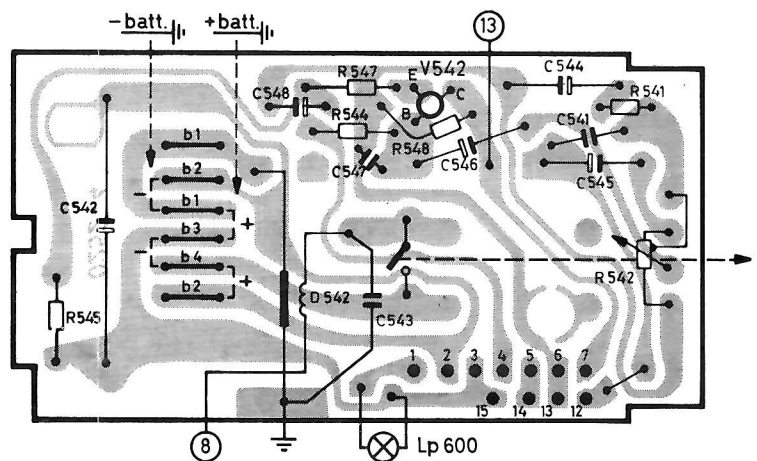 -batt. +batt. 13
C544
R547 E V542
C548 C R541
R544 B C541
b1 R548
C547 C546
b2 C545
C542 - b1 +
b3
- b4 R542
+
b2 D542
R545 C543
1 2 3 4 5 6 7
15 14 13 12
8 Lp 600